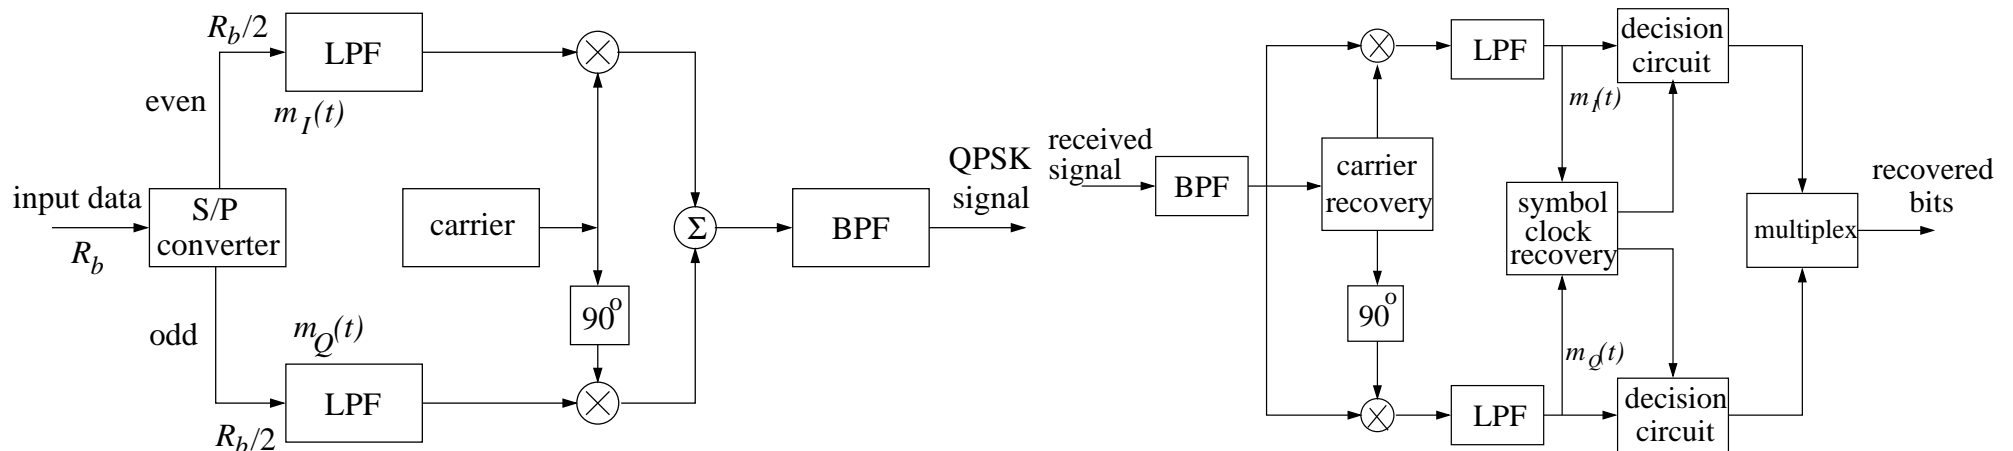 R_b/2
LPF
even
m_I(t)
input data
R_b
S/P
converter
carrier
90°
odd
m_Q(t)
LPF
R_b/2
Σ
BPF
QPSK
signal
received
signal
BPF
carrier
recovery
90°
LPF
m_I(t)
decision
circuit
symbol
clock
recovery
m_Q(t)
LPF
decision
circuit
multiplex
recovered
bits